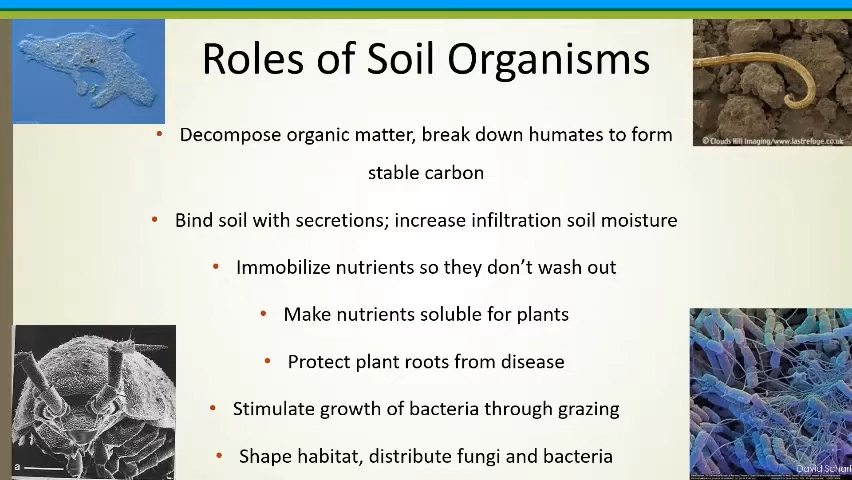 Roles of Soil Organisms
© Clouds Hill Imaging/www.lastrefuge.co.uk
• Decompose organic matter, break down humates to form
stable carbon
• Bind soil with secretions; increase infiltration soil moisture
• Immobilize nutrients so they don't wash out
• Make nutrients soluble for plants
• Protect plant roots from disease
• Stimulate growth of bacteria through grazing
• Shape habitat, distribute fungi and bacteria
a
David Scharf